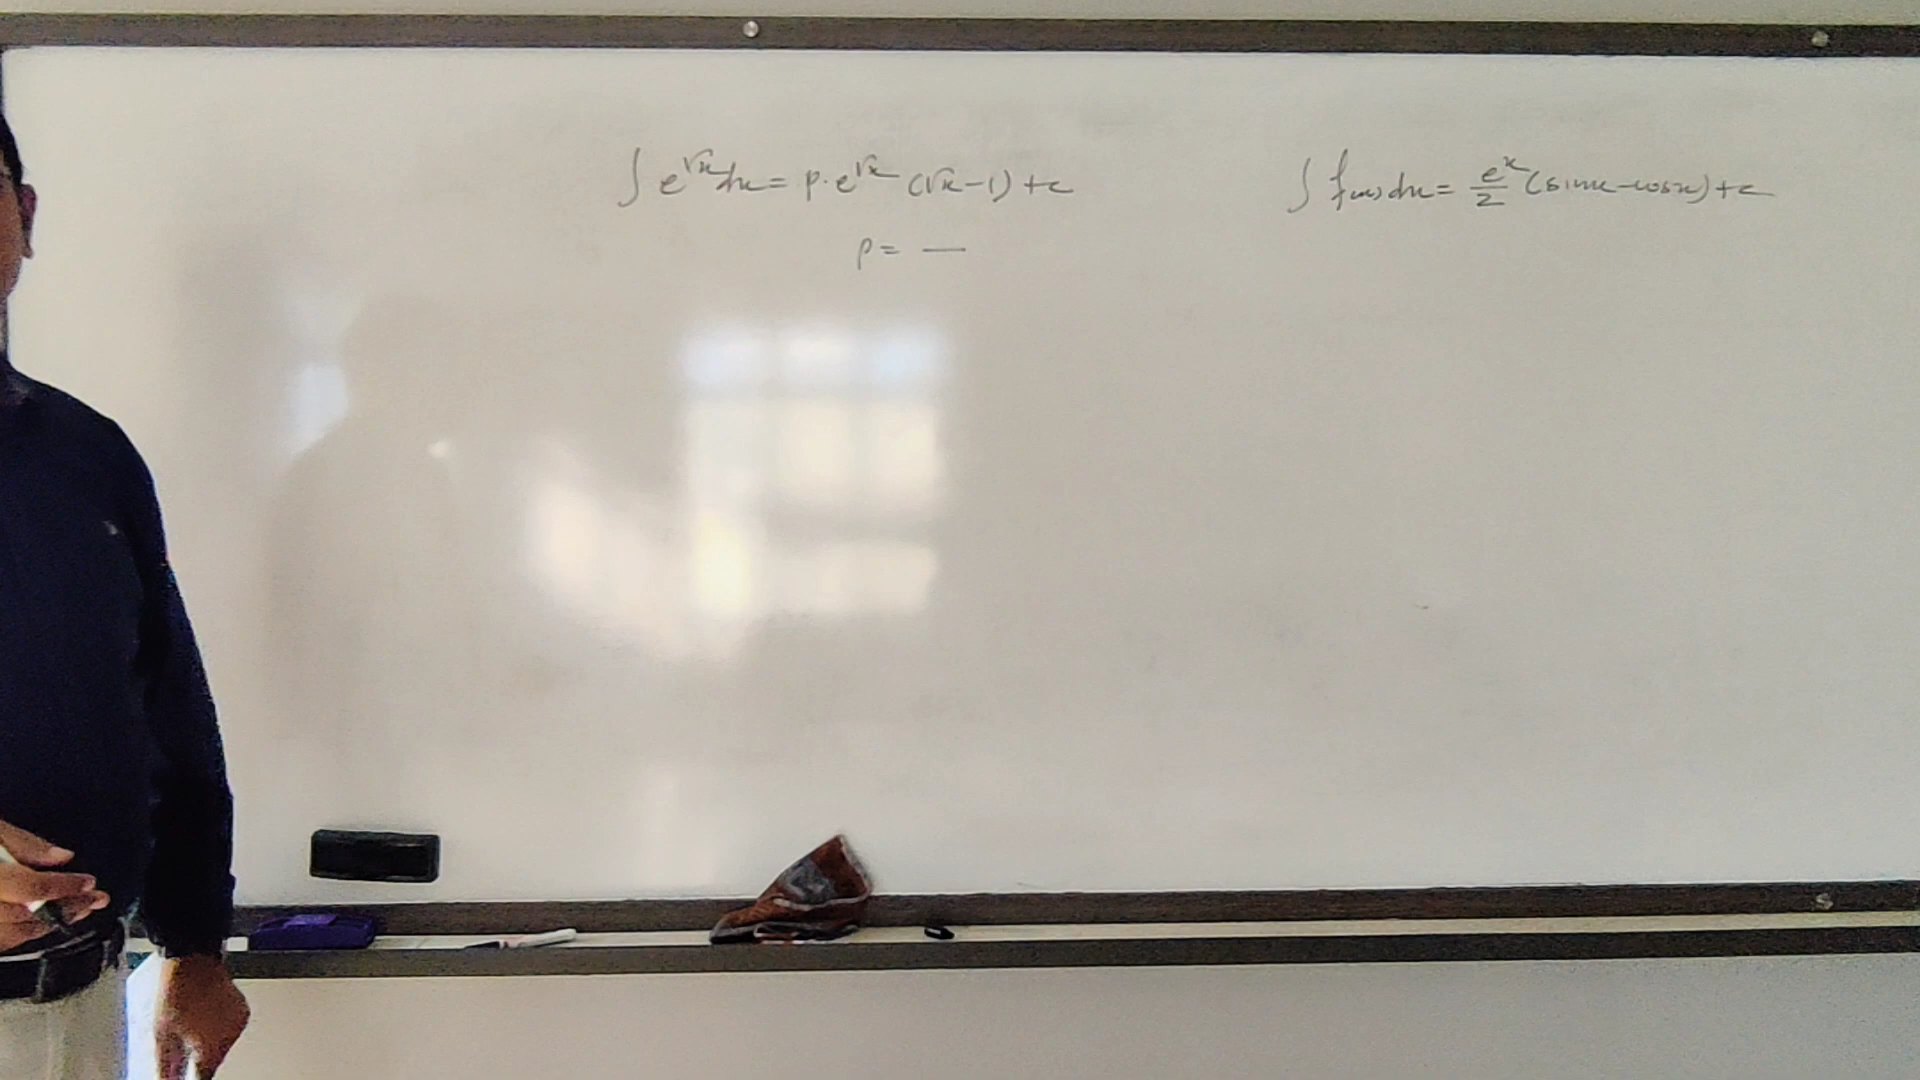 ∫ e^√x dx = p · e^√x (√x − 1) + c
p = —
∫ f(x) dx = e^x/2 (sinx − cosx) + c